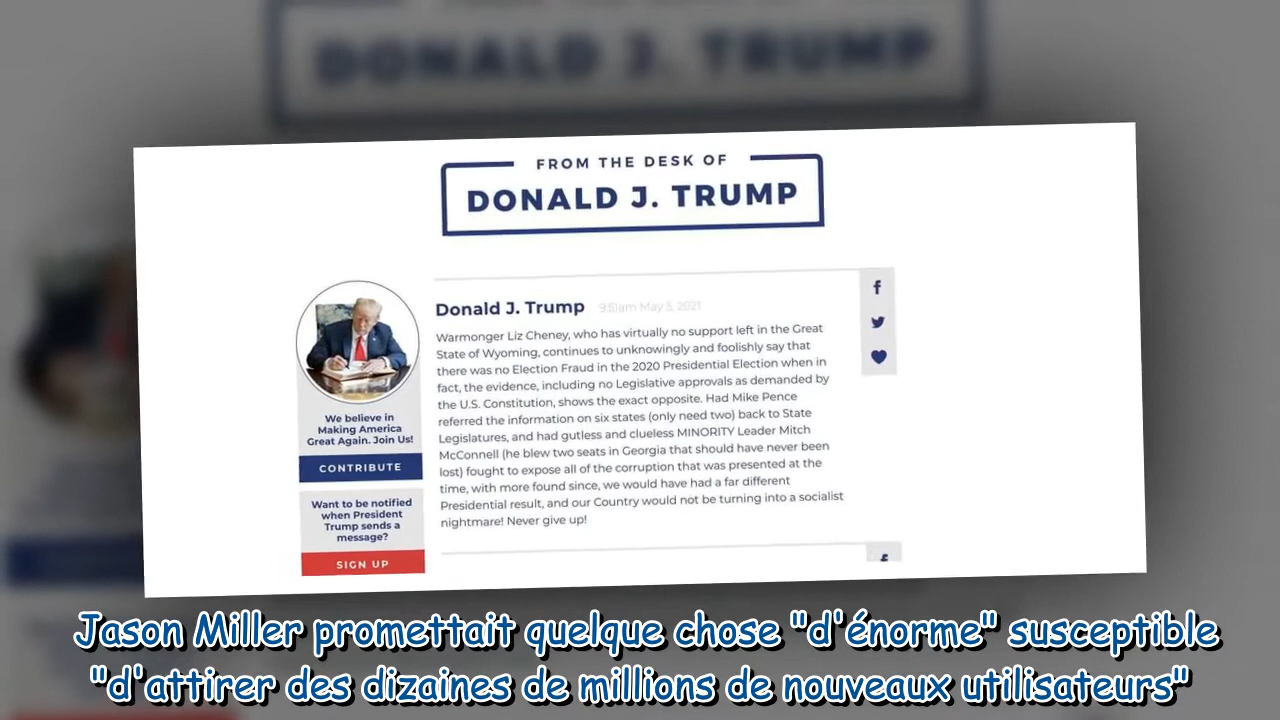 DONALD J. TRUMP
FROM THE DESK OF
DONALD J. TRUMP
Donald J. Trump 9:51am May 5, 2021
Warmonger Liz Cheney, who has virtually no support left in the Great
State of Wyoming, continues to unknowingly and foolishly say that
there was no Election Fraud in the 2020 Presidential Election when in
fact, the evidence, including no Legislative approvals as demanded by
the U.S. Constitution, shows the exact opposite. Had Mike Pence
referred the information on six states (only need two) back to State
Legislatures, and had gutless and clueless MINORITY Leader Mitch
McConnell (he blew two seats in Georgia that should have never been
lost) fought to expose all of the corruption that was presented at the
time, with more found since, we would have had a far different
Presidential result, and our Country would not be turning into a socialist
nightmare! Never give up!
We believe in
Making America
Great Again. Join Us!
CONTRIBUTE
Want to be notified
when President
Trump sends a
message?
SIGN UP
Jason Miller promettait quelque chose "d'énorme" susceptible
"d'attirer des dizaines de millions de nouveaux utilisateurs"